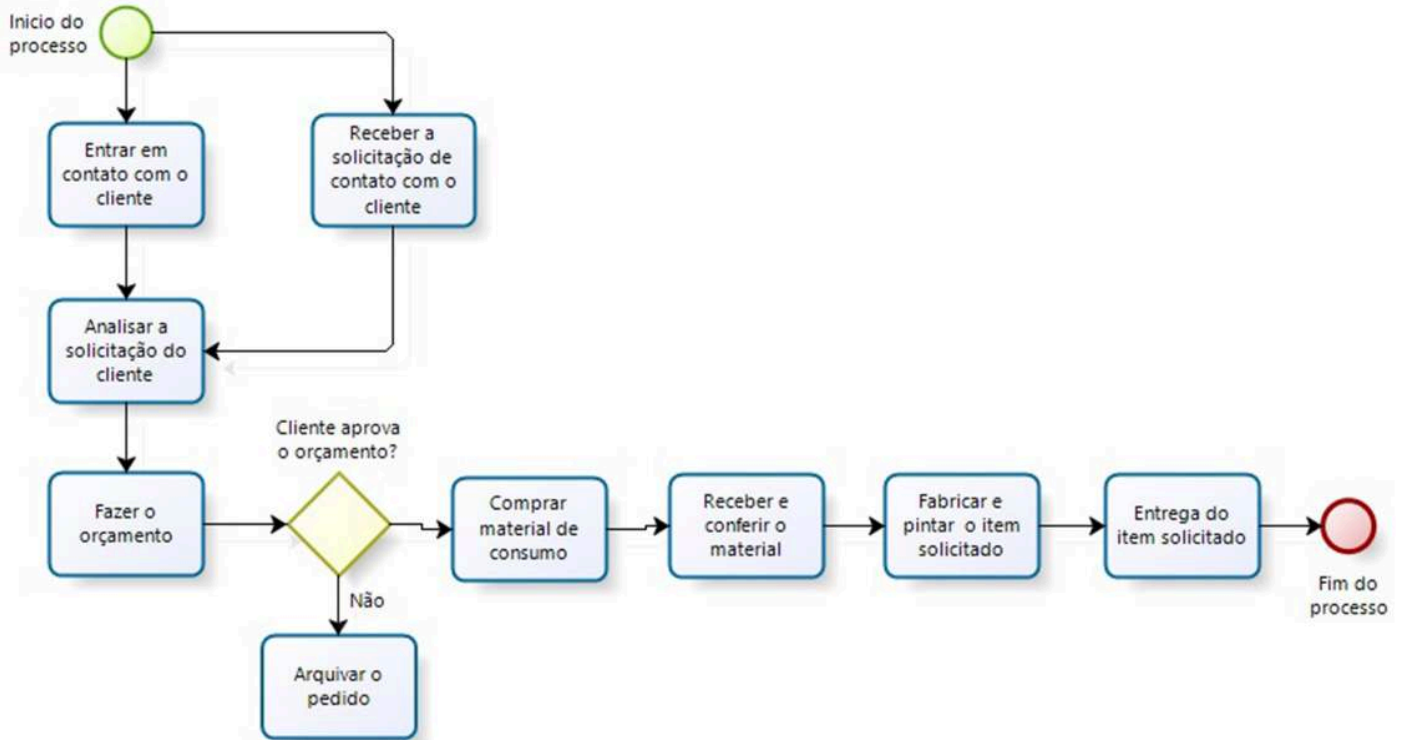 Inicio do
processo
Entrar em
contato com o
cliente
Receber a
solicitação de
contato com o
cliente
Analisar a
solicitação do
cliente
Fazer o
orçamento
Cliente aprova
o orçamento?
Não
Arquivar o
pedido
Comprar
material de
consumo
Receber e
conferir o
material
Fabricar e
pintar o item
solicitado
Entrega do
item solicitado
Fim do
processo